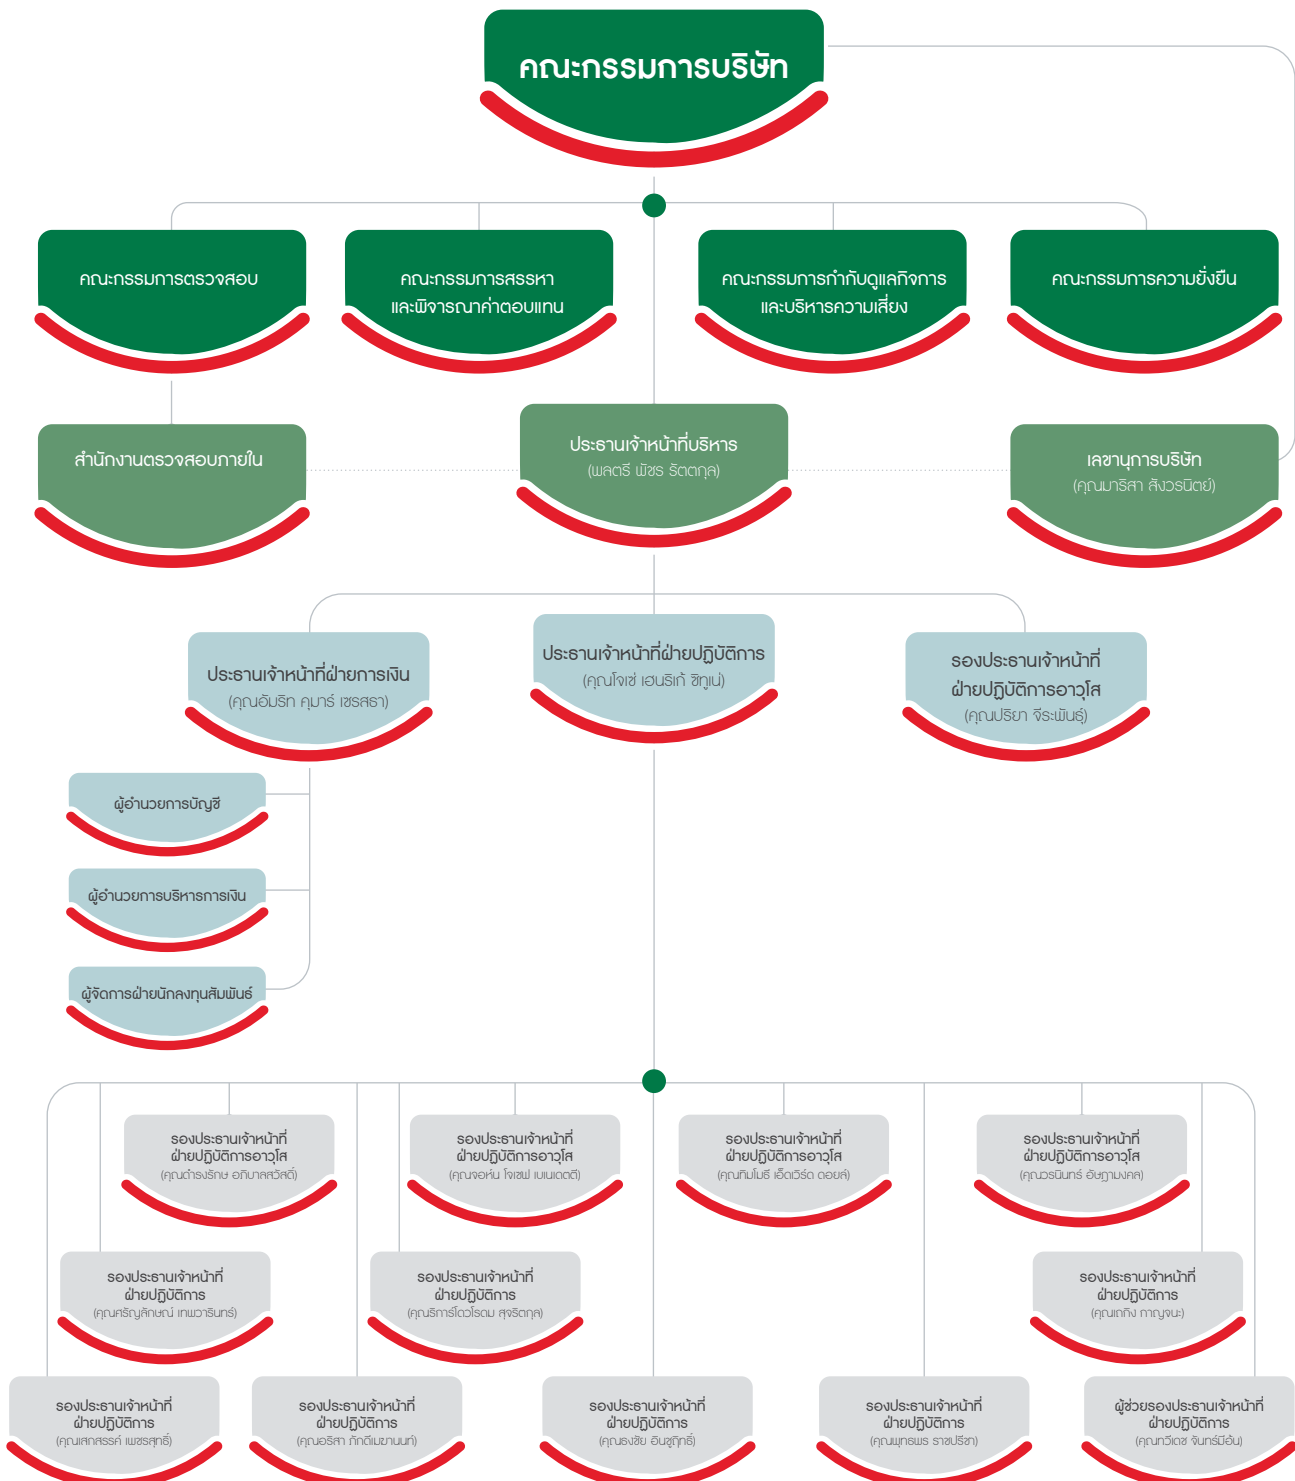 คณะกรรมการบริษัท
คณะกรรมการตรวจสอบ
คณะกรรมการสรรหา
และพิจารณาค่าตอบแทน
คณะกรรมการกำกับดูแลกิจการ
และบริหารความเสี่ยง
คณะกรรมการความยั่งยืน
สำนักงานตรวจสอบภายใน
ประธานเจ้าหน้าที่บริหาร
(พลตรี พัชร รัตตกุล)
เลขานุการบริษัท
(คุณมาริสา สังวรนิตย์)
ประธานเจ้าหน้าที่ฝ่ายการเงิน
(คุณอัมริท คุมาร์ เชรสธา)
ประธานเจ้าหน้าที่ฝ่ายปฏิบัติการ
(คุณโจเซ่ เฮนริเก้ ซิทูเน่)
รองประธานเจ้าหน้าที่
ฝ่ายปฏิบัติการอาวุโส
(คุณปริยา จีระพันธุ์)
ผู้อำนวยการบัญชี
ผู้อำนวยการบริหารการเงิน
ผู้จัดการฝ่ายนักลงทุนสัมพันธ์
รองประธานเจ้าหน้าที่
ฝ่ายปฏิบัติการอาวุโส
(คุณดำรงรักษ อภิบาลสวัสดิ์)
รองประธานเจ้าหน้าที่
ฝ่ายปฏิบัติการอาวุโส
(คุณจอห์น โจเซฟ เบเนเดตตี)
รองประธานเจ้าหน้าที่
ฝ่ายปฏิบัติการอาวุโส
(คุณทิมโมธี เอ็ดเวิร์ด ดอยล์)
รองประธานเจ้าหน้าที่
ฝ่ายปฏิบัติการอาวุโส
(คุณวรนินทร์ อัษฎามงคล)
รองประธานเจ้าหน้าที่
ฝ่ายปฏิบัติการ
(คุณศรัญลักษณ์ เทพวารินทร์)
รองประธานเจ้าหน้าที่
ฝ่ายปฏิบัติการ
(คุณริการ์โดวโรดม สุจริตกุล)
รองประธานเจ้าหน้าที่
ฝ่ายปฏิบัติการ
(คุณเถกิง กาญจนะ)
รองประธานเจ้าหน้าที่
ฝ่ายปฏิบัติการ
(คุณเสกสรรค์ เพชรสุทธิ์)
รองประธานเจ้าหน้าที่
ฝ่ายปฏิบัติการ
(คุณอริสา ภักดีเมฆานนท์)
รองประธานเจ้าหน้าที่
ฝ่ายปฏิบัติการ
(คุณธงชัย อินชูฤทธิ์)
รองประธานเจ้าหน้าที่
ฝ่ายปฏิบัติการ
(คุณพุทธพร ราชปรีชา)
ผู้ช่วยรองประธานเจ้าหน้าที่
ฝ่ายปฏิบัติการ
(คุณทวีเดช จันทร์มีอ้น)